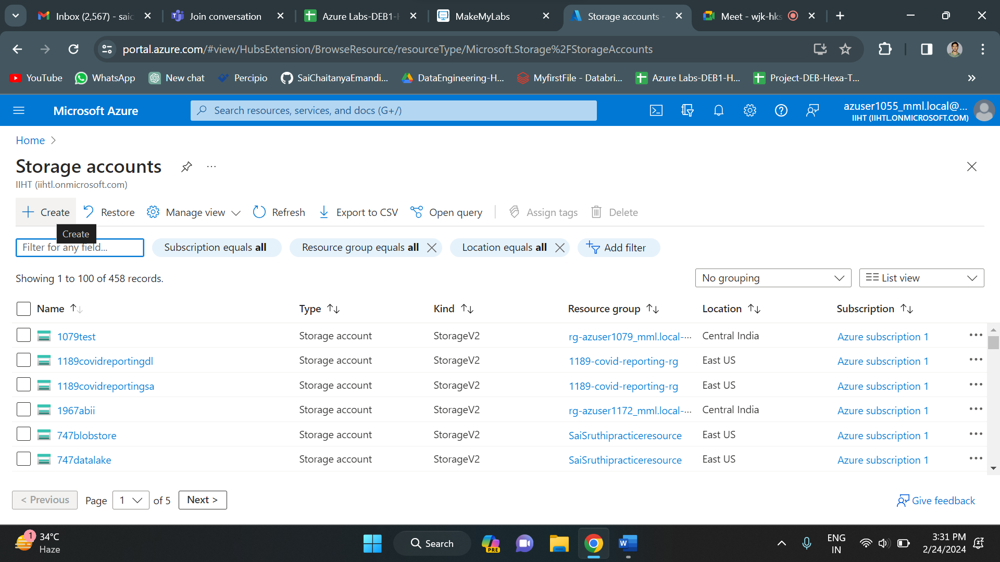 Inbox (2,567) - saic
Join conversation
Azure Labs-DEB1-H
MakeMyLabs
Storage accounts -
Meet - wjk-hks
portal.azure.com/#view/HubsExtension/BrowseResource/resourceType/Microsoft.Storage%2FStorageAccounts
YouTube
WhatsApp
New chat
Percipio
SaiChaitanyaEmandi...
DataEngineering-H...
MyfirstFile - Databri...
Azure Labs-DEB1-H...
Project-DEB-Hexa-T...
Microsoft Azure
Search resources, services, and docs (G+/)
azuser1055_mml.local@...
IIHT (IIHTL.ONMICROSOFT.COM)
Home
Storage accounts
IIHT (iihtl.onmicrosoft.com)
Create
Restore
Manage view
Refresh
Export to CSV
Open query
Assign tags
Delete
Create
Filter for any field...
Subscription equals all
Resource group equals all
Location equals all
Add filter
Showing 1 to 100 of 458 records.
No grouping
List view
Name Type Kind Resource group Location Subscription
1079test Storage account StorageV2 rg-azuser1079_mml.local-... Central India Azure subscription 1
1189covidreportingdl Storage account StorageV2 1189-covid-reporting-rg East US Azure subscription 1
1189covidreportingsa Storage account StorageV2 1189-covid-reporting-rg East US Azure subscription 1
1967abii Storage account StorageV2 rg-azuser1172_mml.local-... Central India Azure subscription 1
747blobstore Storage account StorageV2 SaiSruthipracticeresource East US Azure subscription 1
747datalake Storage account StorageV2 SaiSruthipracticeresource East US Azure subscription 1
< Previous Page 1 of 5 Next >
Give feedback
1
34°C
Haze
Search
PRE
W
ENG
IN
3:31 PM
2/24/2024